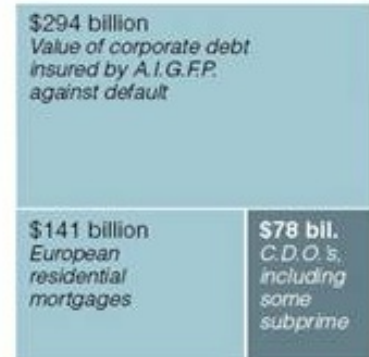 $294 billion
Value of corporate debt
insured by A.I.G.F.P.
against default
$141 billion
European
residential
mortgages
$78 bil.
C.D.O.'s,
including
some
subprime